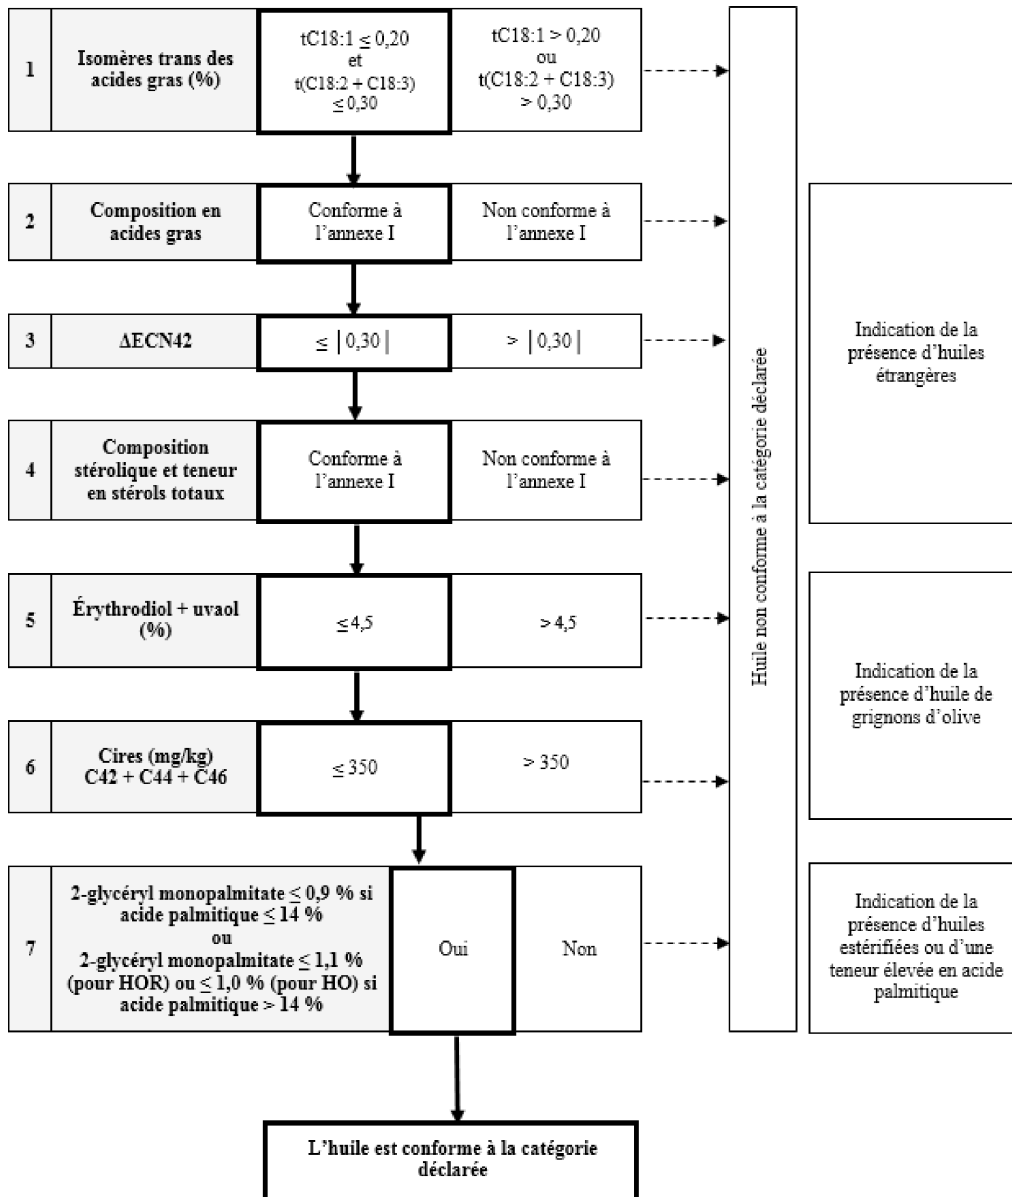 1
Isomères trans des
acides gras (%)
tC18:1 ≤ 0,20
et
t(C18:2 + C18:3)
≤ 0,30
tC18:1 > 0,20
ou
t(C18:2 + C18:3)
> 0,30
2
Composition en
acides gras
Conforme à
l’annexe I
Non conforme à
l’annexe I
3
ΔECN42
≤ │0,30│
> │0,30│
4
Composition
stérolique et teneur
en stérols totaux
Conforme à
l’annexe I
Non conforme à
l’annexe I
5
Érythrodiol + uvaol
(%)
≤ 4,5
> 4,5
6
Cires (mg/kg)
C42 + C44 + C46
≤ 350
> 350
7
2-glycéryl monopalmitate ≤ 0,9 % si
acide palmitique ≤ 14 %
ou
2-glycéryl monopalmitate ≤ 1,1 %
(pour HOR) ou ≤ 1,0 % (pour HO) si
acide palmitique > 14 %
Oui
Non
Huile non conforme à la catégorie déclarée
Indication de la
présence d’huiles
étrangères
Indication de la
présence d’huile de
grignons d’olive
Indication de la
présence d’huiles
estérifiées ou d’une
teneur élevée en acide
palmitique
L’huile est conforme à la catégorie
déclarée